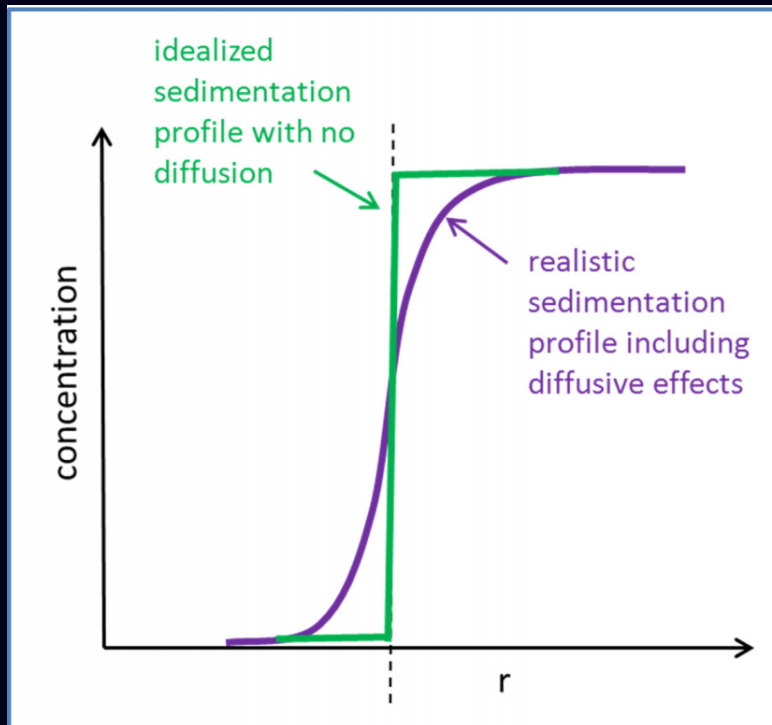 idealized
sedimentation
profile with no
diffusion
realistic
sedimentation
profile including
diffusive effects
concentration
r